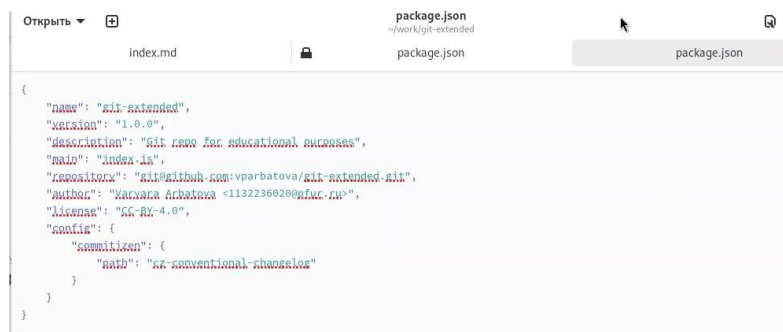 Открыть
package.json
~/work/git-extended
index.md
package.json
package.json
{
    "name": "git-extended",
    "version": "1.0.0",
    "description": "Git repo for educational purposes",
    "main": "index.js",
    "repository": "git@github.com:vparbatova/git-extended.git",
    "author": "Varvara Arbatova <1132236020@pfur.ru>",
    "license": "CC-BY-4.0",
    "config": {
        "commitizen": {
            "path": "cz-conventional-changelog"
        }
    }
}